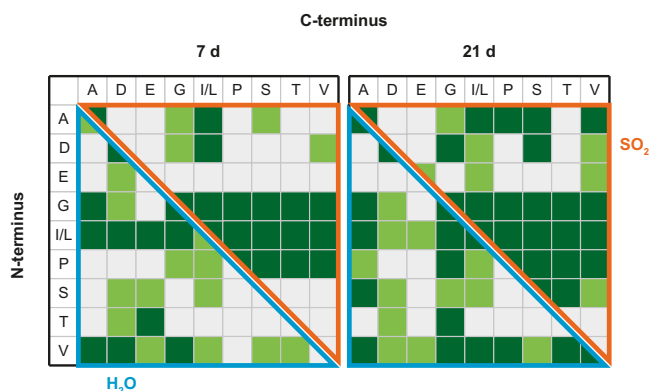 C-terminus
7 d
21 d
A D E G I/L P S T V
A D E G I/L P S T V
N-terminus
A
D
E
G
I/L
P
S
T
V
SO₂
H₂O